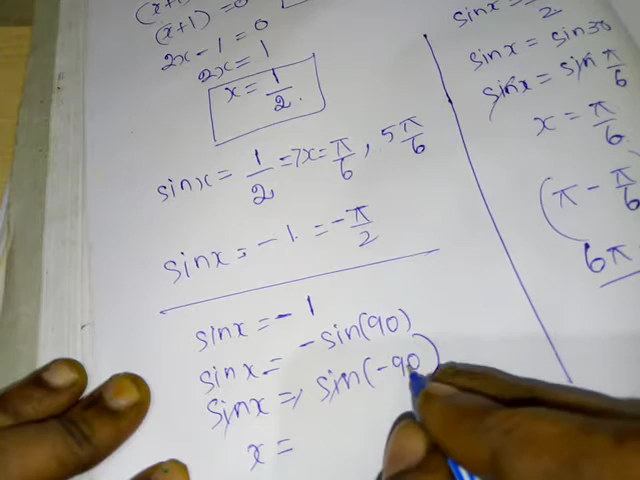 (x+1) = 0
2x - 1 = 0
2x = 1
x = 1/2.
sinx = 1/2 = 7x = π/6, 5π/6
sinx = -1 = -π/2
sinx = -1
sinx = -sin(90)
sinx = sin(-90)
x =
sinx = sin30
sinx = sin π/6
x = π/6
(π - π/6
6π